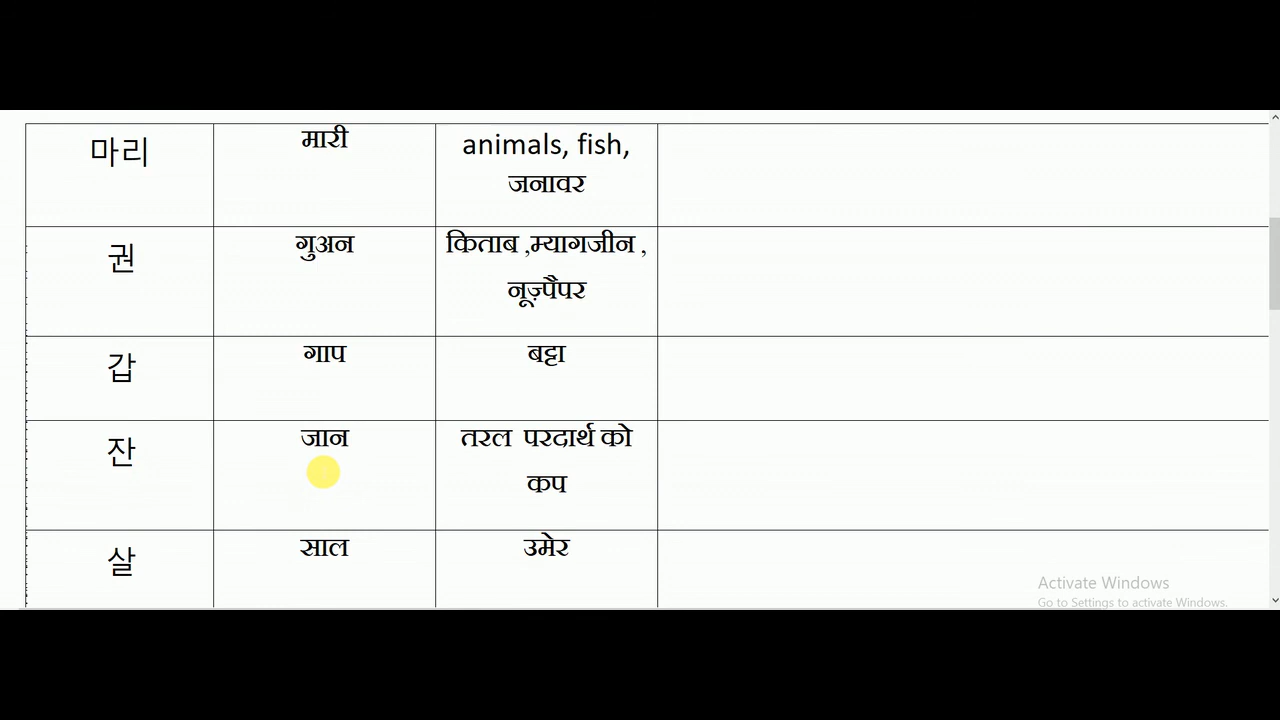 마리 मारी animals, fish,
जनावर
권 गुअन किताब ,म्यागजीन ,
नूज़्पैपर
갑 गाप बट्टा
잔 जान तरल परदार्थ को
कप
살 साल उमेर
Activate Windows
Go to Settings to activate Windows.